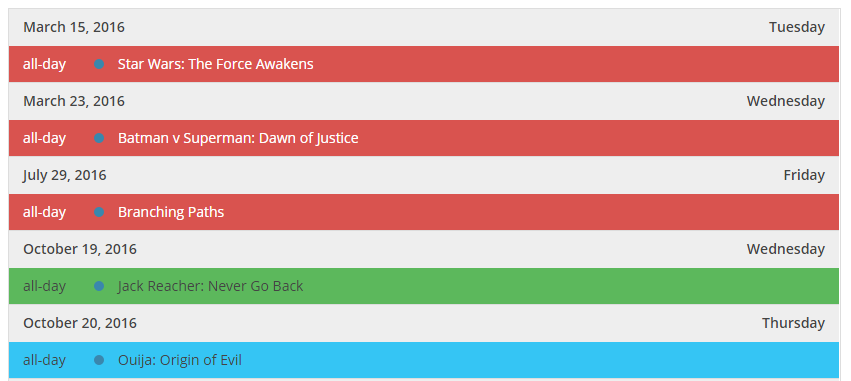 March 15, 2016 Tuesday
all-day Star Wars: The Force Awakens
March 23, 2016 Wednesday
all-day Batman v Superman: Dawn of Justice
July 29, 2016 Friday
all-day Branching Paths
October 19, 2016 Wednesday
all-day Jack Reacher: Never Go Back
October 20, 2016 Thursday
all-day Ouija: Origin of Evil